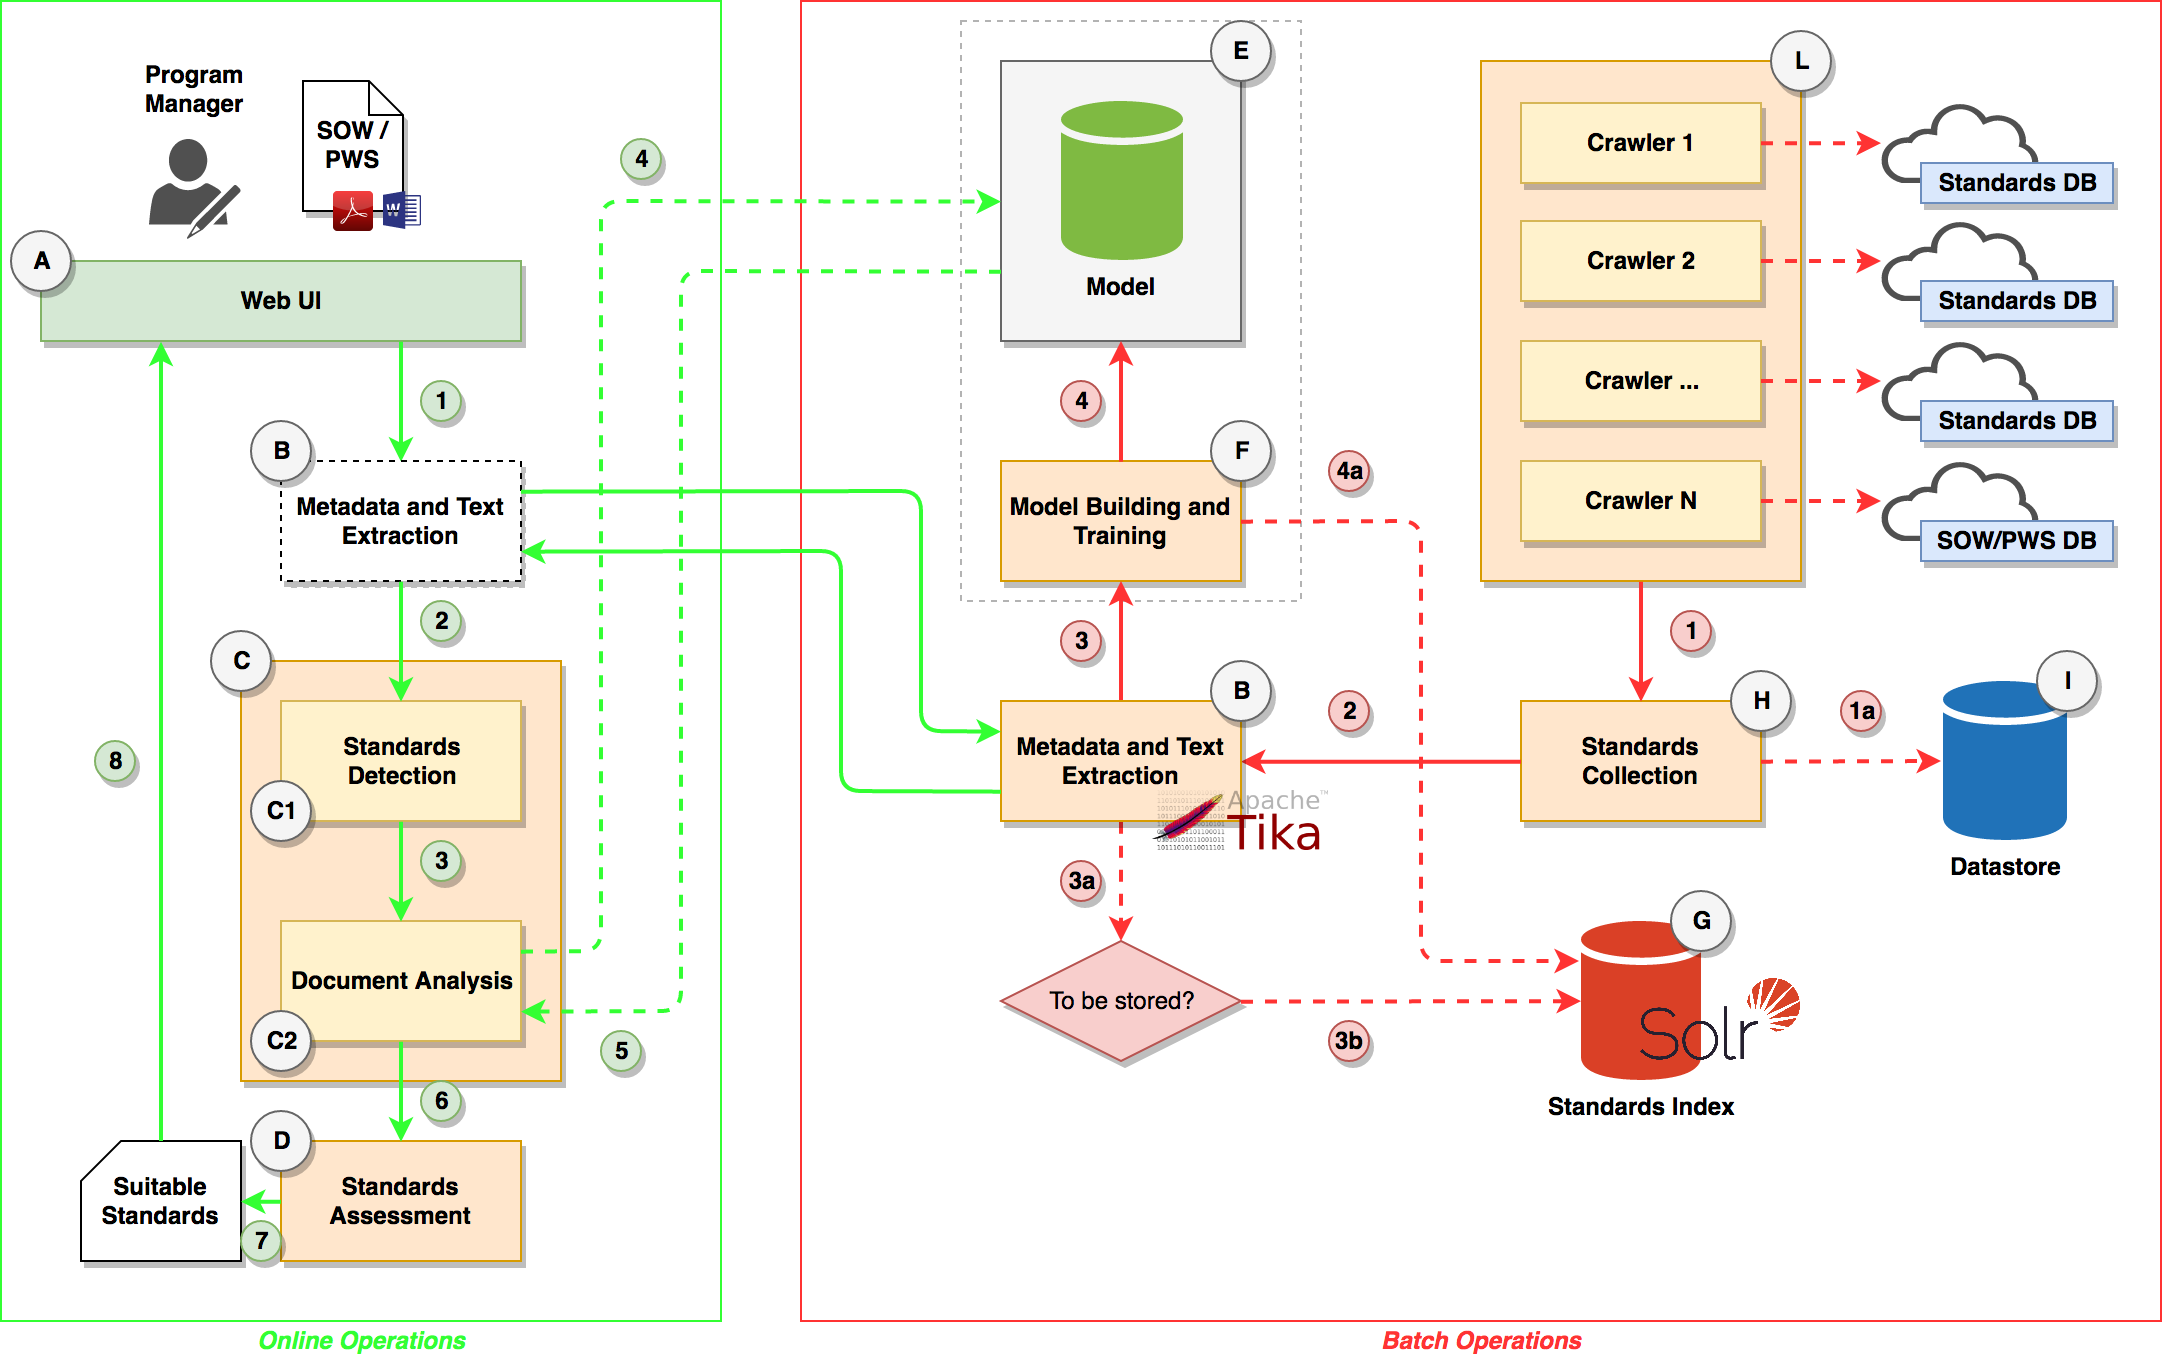 Program
Manager
SOW /
PWS
W
A
Web UI
1
B
Metadata and Text
Extraction
2
C
Standards
Detection
C1
3
Document Analysis
C2
4
5
6
D
Standards
Assessment
7
Suitable
Standards
8
Online Operations
E
Model
4
F
Model Building and
Training
4a
3
B
Metadata and Text
Extraction
Apache™
Tika
2
3a
To be stored?
3b
L
Crawler 1
Standards DB
Crawler 2
Standards DB
Crawler ...
Standards DB
Crawler N
SOW/PWS DB
1
H
Standards
Collection
1a
I
Datastore
G
Solr
Standards Index
Batch Operations